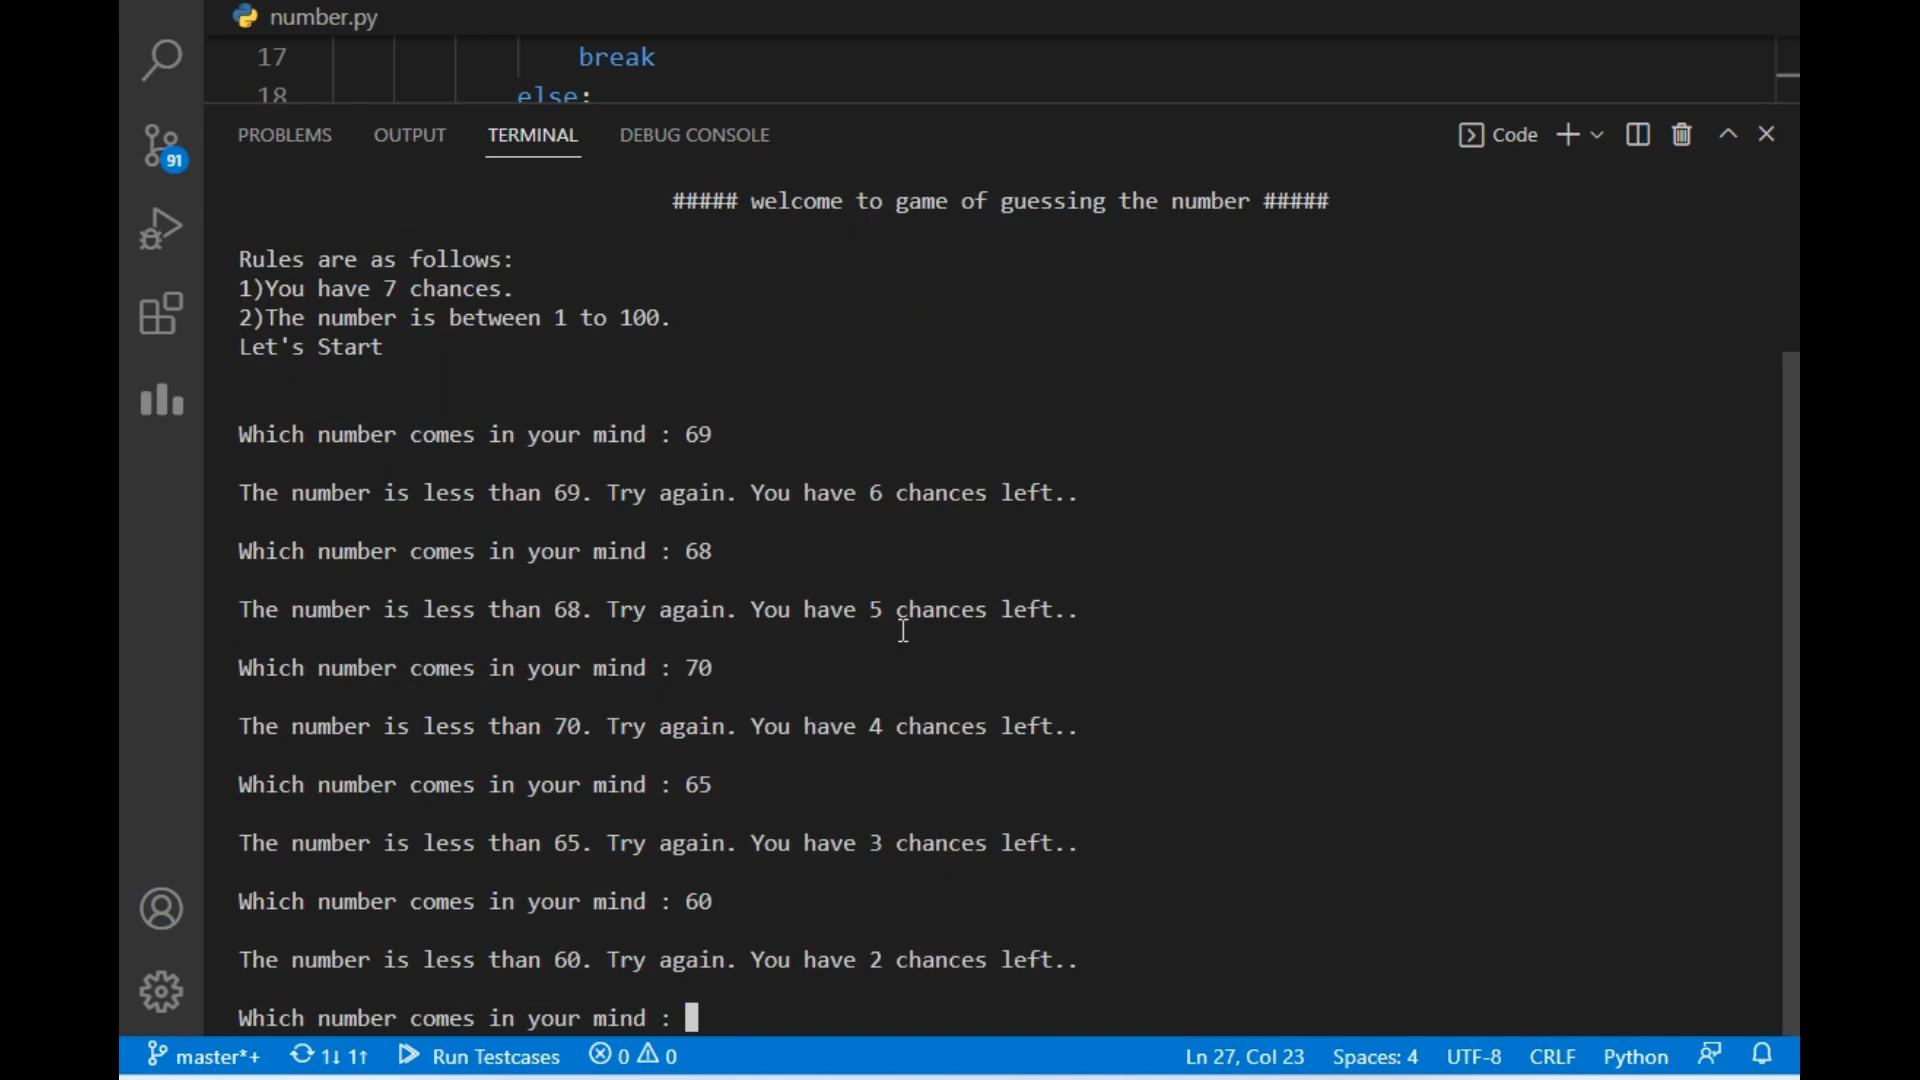 number.py
17 break
18 else:
PROBLEMS OUTPUT TERMINAL DEBUG CONSOLE Code
91
##### welcome to game of guessing the number #####
Rules are as follows:
1)You have 7 chances.
2)The number is between 1 to 100.
Let's Start
Which number comes in your mind : 69
The number is less than 69. Try again. You have 6 chances left..
Which number comes in your mind : 68
The number is less than 68. Try again. You have 5 chances left..
Which number comes in your mind : 70
The number is less than 70. Try again. You have 4 chances left..
Which number comes in your mind : 65
The number is less than 65. Try again. You have 3 chances left..
Which number comes in your mind : 60
The number is less than 60. Try again. You have 2 chances left..
Which number comes in your mind :
master*+ 1↓ 1↑ Run Testcases 0 0 Ln 27, Col 23 Spaces: 4 UTF-8 CRLF Python